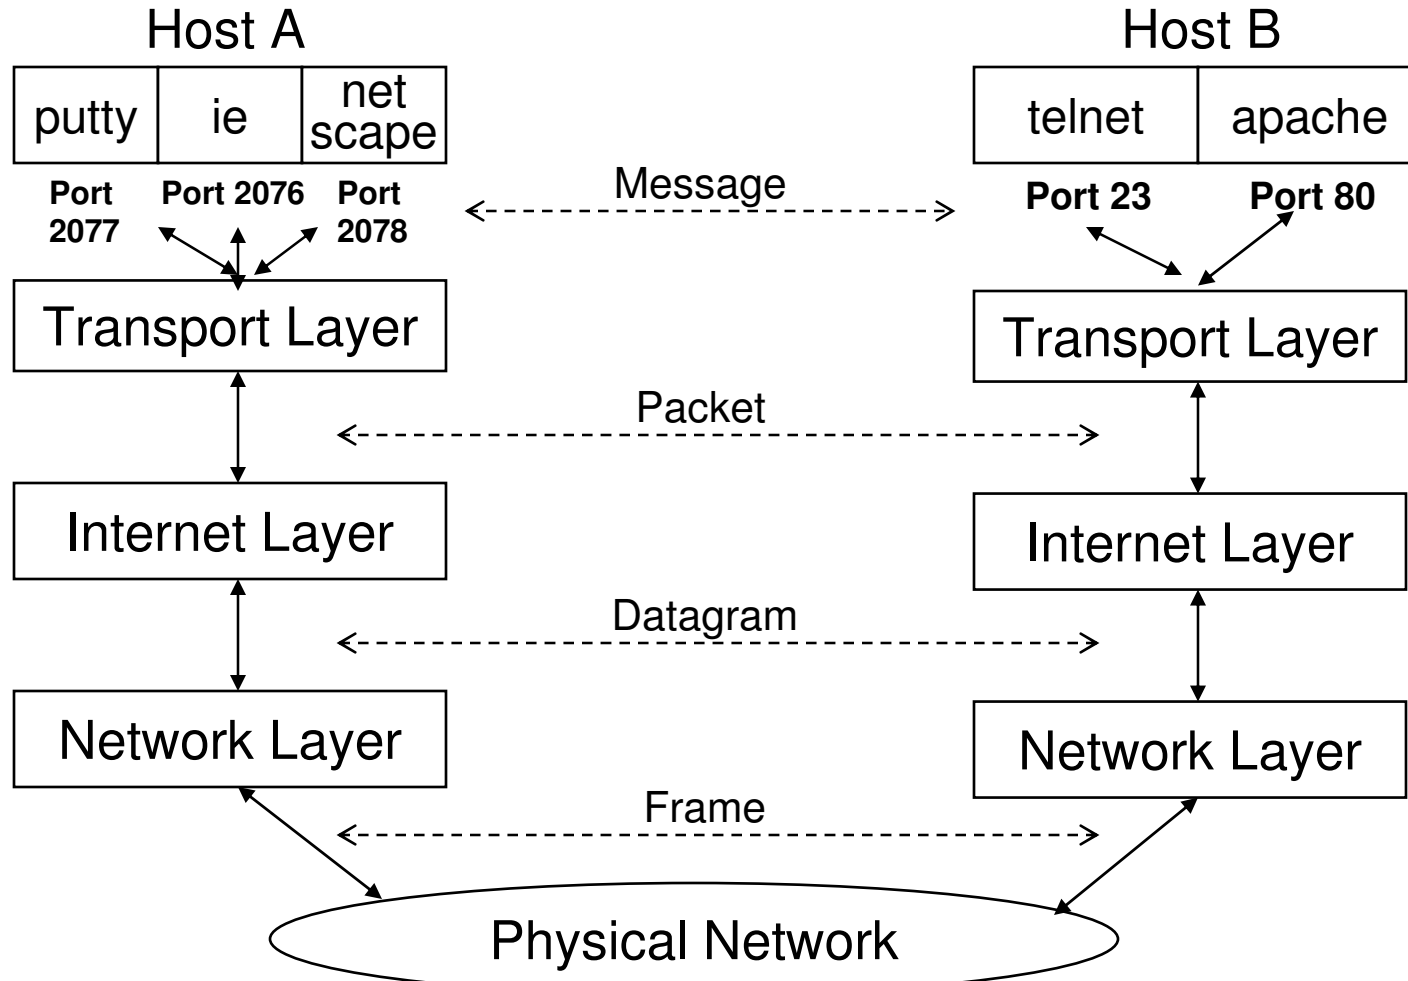 Host A
Host B
putty
ie
net
scape
telnet
apache
Port
2077
Port 2076
Port
2078
Message
Port 23
Port 80
Transport Layer
Transport Layer
Packet
Internet Layer
Internet Layer
Datagram
Network Layer
Network Layer
Frame
Physical Network